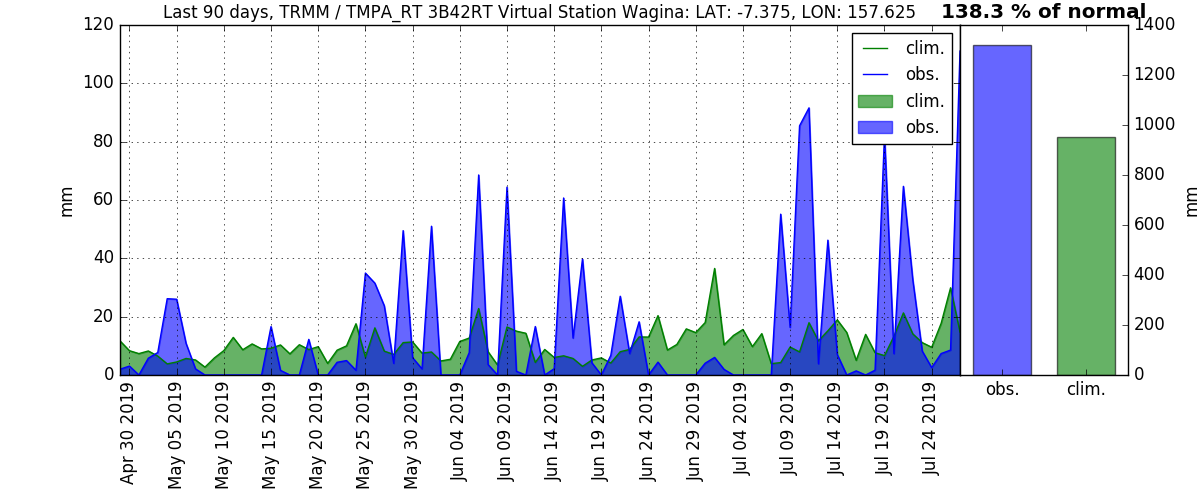 Last 90 days, TRMM / TMPA_RT 3B42RT Virtual Station Wagina: LAT: -7.375, LON: 157.625
138.3 % of normal
clim.
obs.
clim.
obs.
mm
120
100
80
60
40
20
0
Apr 30 2019
May 05 2019
May 10 2019
May 15 2019
May 20 2019
May 25 2019
May 30 2019
Jun 04 2019
Jun 09 2019
Jun 14 2019
Jun 19 2019
Jun 24 2019
Jun 29 2019
Jul 04 2019
Jul 09 2019
Jul 14 2019
Jul 19 2019
Jul 24 2019
1400
1200
1000
800
600
400
200
0
mm
obs.
clim.